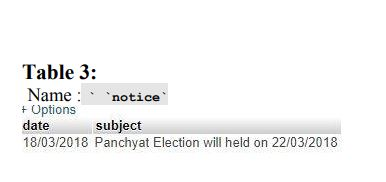 Table 3:
Name : ` `notice`
+ Options
date subject
18/03/2018 Panchyat Election will held on 22/03/2018